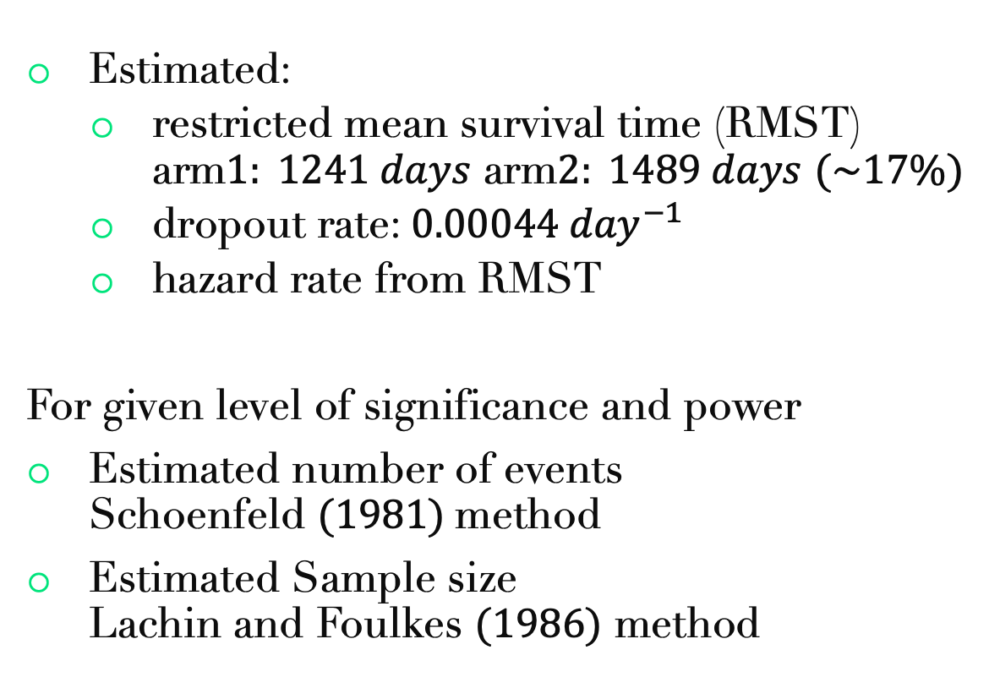 Estimated:
restricted mean survival time (RMST)
arm1: 1241 days arm2: 1489 days (~17%)
dropout rate: 0.00044 day⁻¹
hazard rate from RMST
For given level of significance and power
Estimated number of events
Schoenfeld (1981) method
Estimated Sample size
Lachin and Foulkes (1986) method